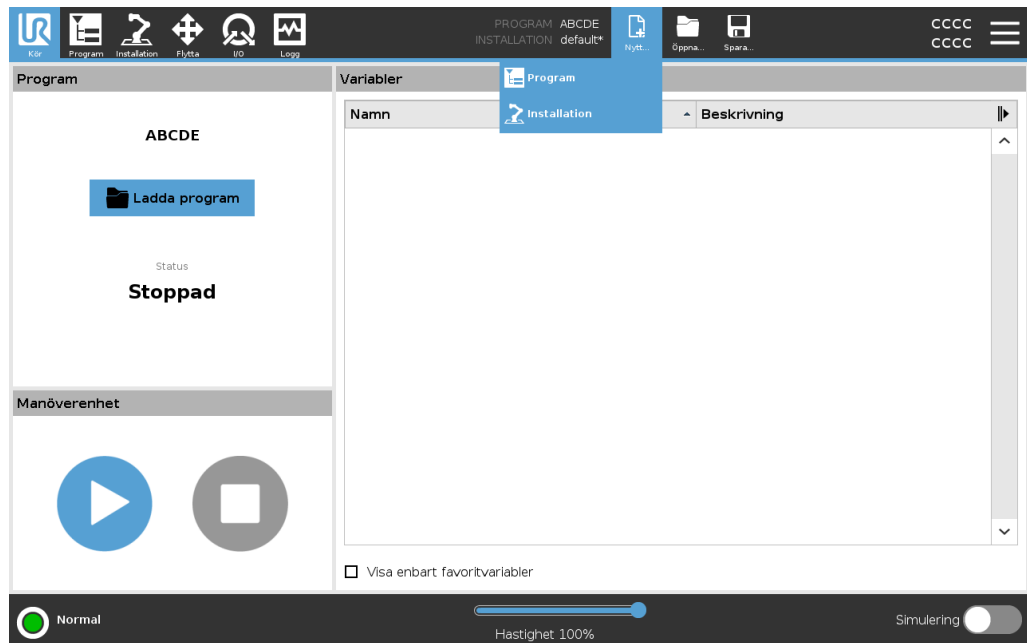 UR
Kör
Program
Installation
Flytta
I/O
Logg
PROGRAM ABCDE
INSTALLATION default*
Nytt...
Öppna...
Spara...
CCCC
CCCC
Program
Installation
Program
ABCDE
Ladda program
Status
Stoppad
Manöverenhet
Variabler
Namn
Beskrivning
Visa enbart favoritvariabler
Normal
Hastighet 100%
Simulering